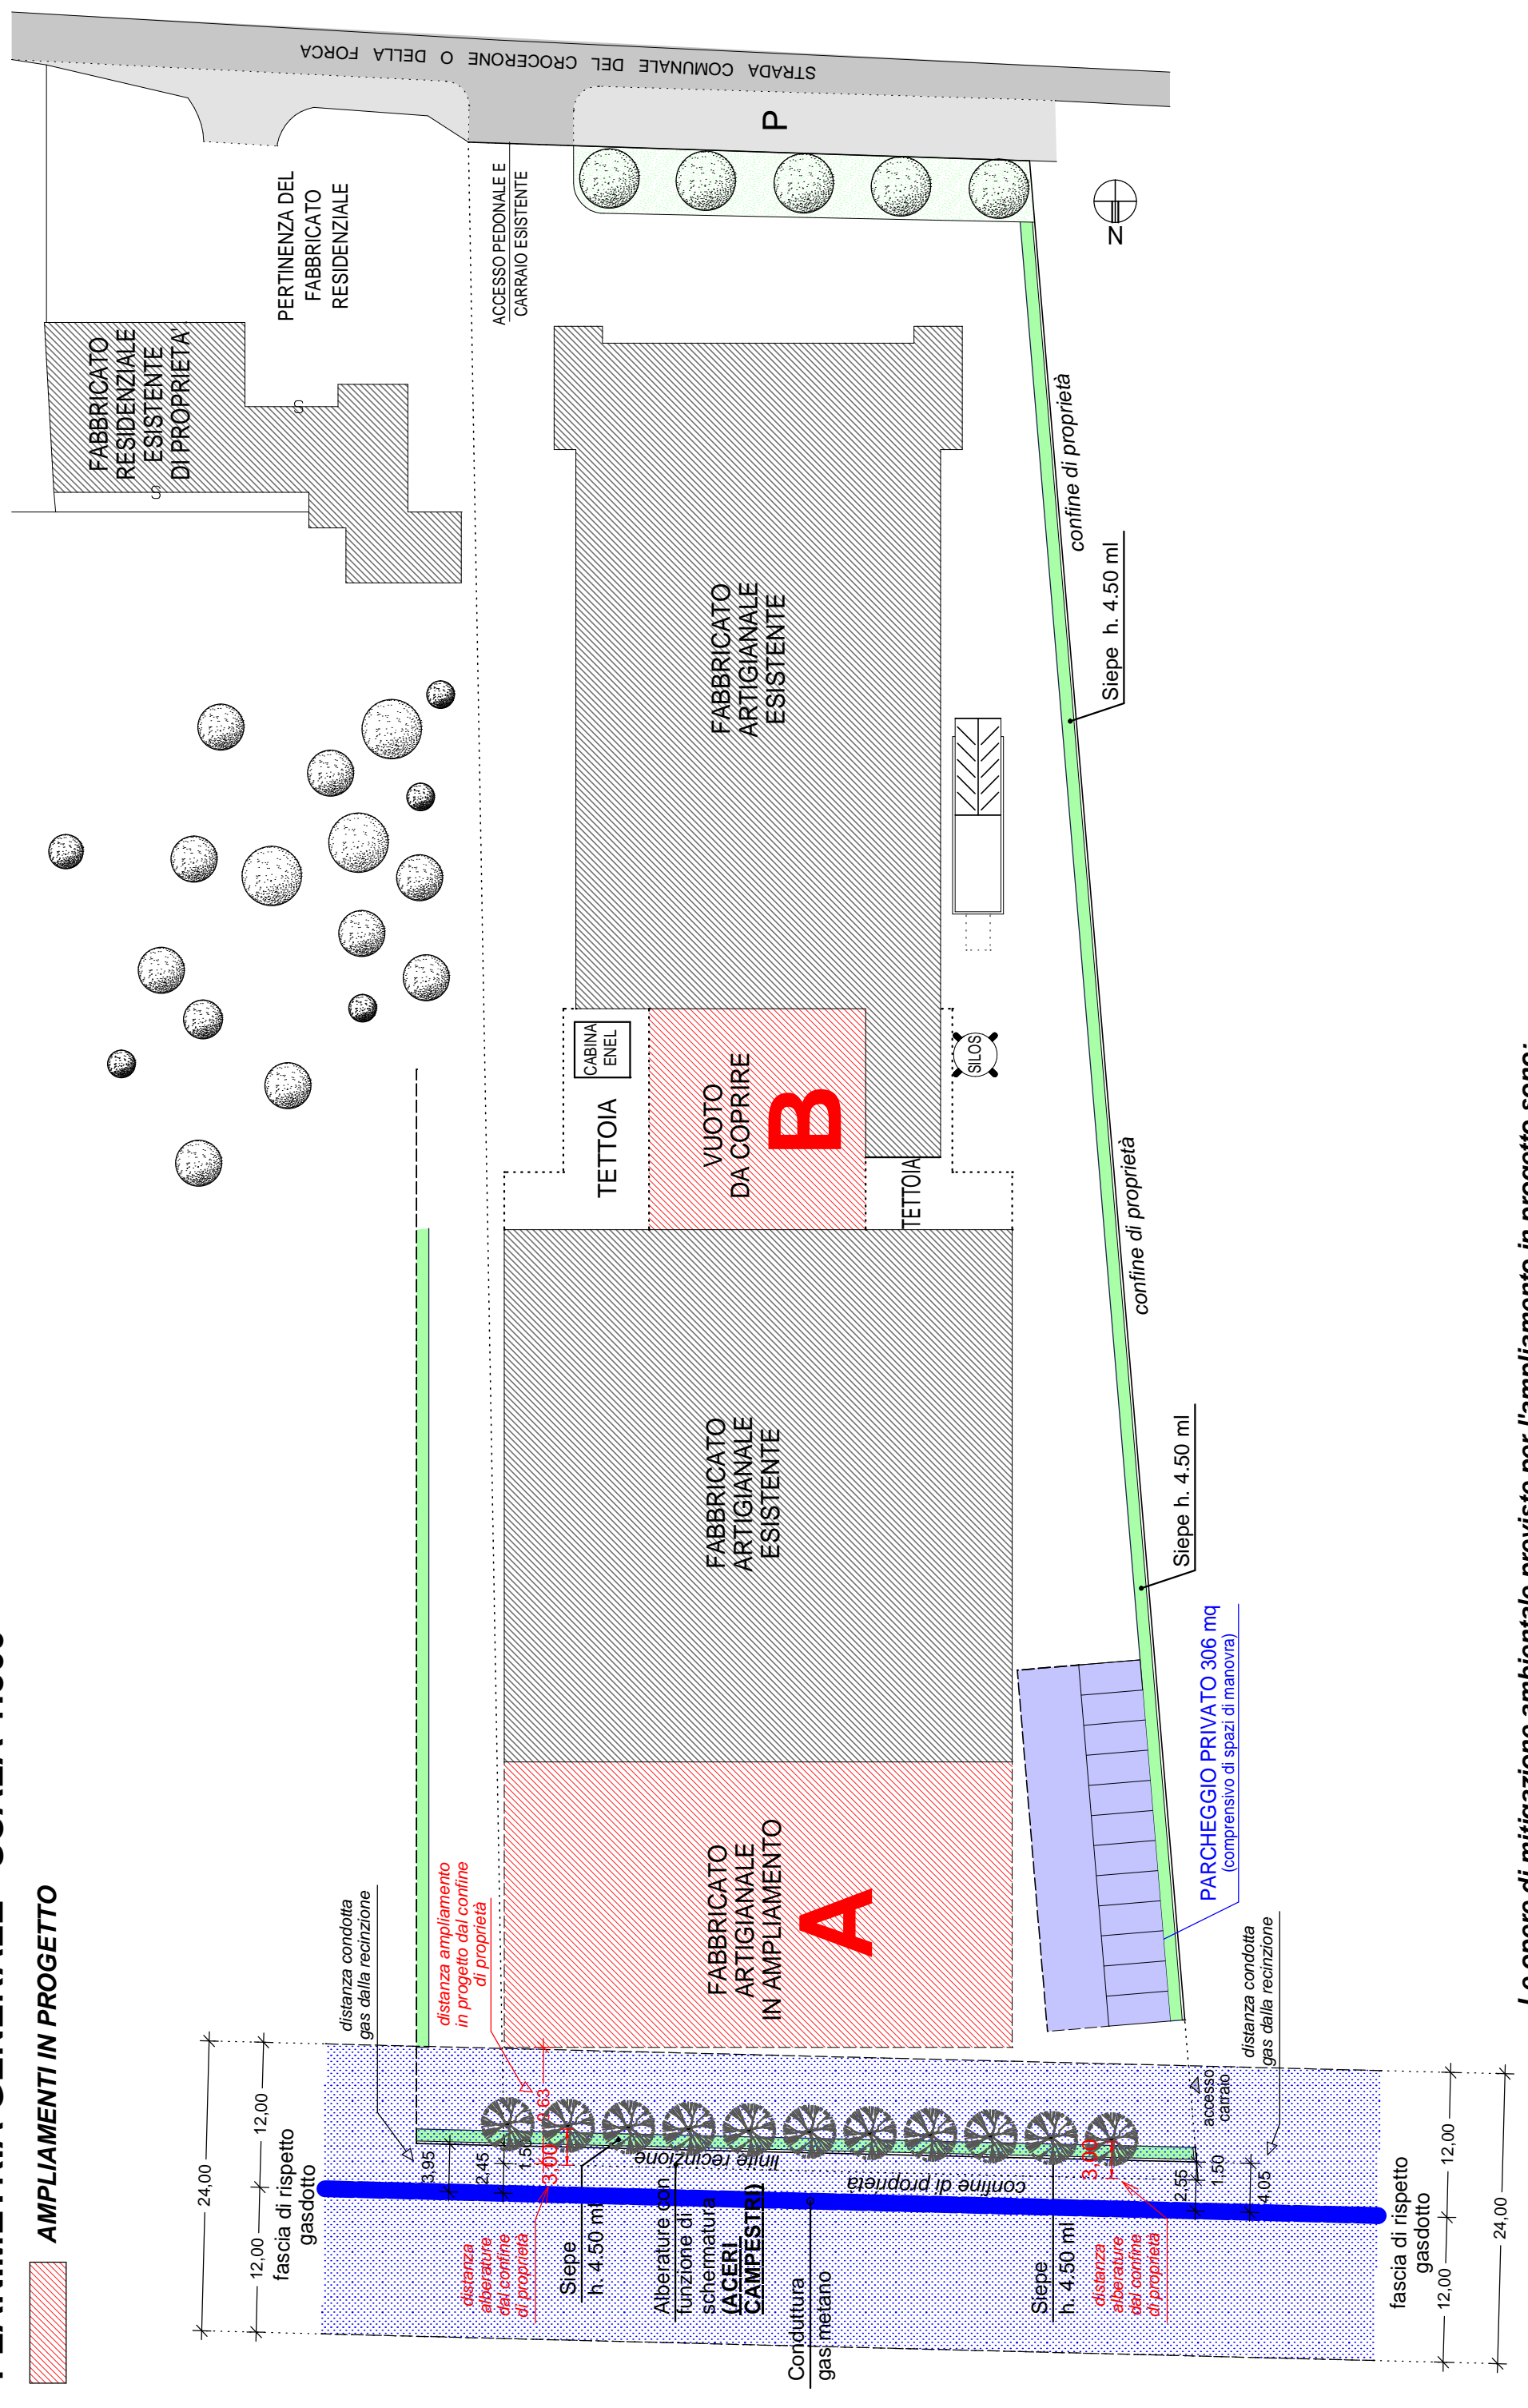 AMPLIAMENTI IN PROGETTO
STRADA COMUNALE DEL CROCERONE O DELLA FORCA
P
PERTINENZA DEL
FABBRICATO
RESIDENZIALE
ACCESSO PEDONALE E
CARRAIO ESISTENTE
N
FABBRICATO
RESIDENZIALE
ESISTENTE
DI PROPRIETA'
S
S
FABBRICATO
ARTIGIANALE
ESISTENTE
confine di proprietà
Siepe h. 4.50 ml
CABINA
ENEL
TETTOIA
VUOTO
DA COPRIRE
B
TETTOIA
SILOS
confine di proprietà
FABBRICATO
ARTIGIANALE
ESISTENTE
Siepe h. 4.50 ml
PARCHEGGIO PRIVATO 306 mq
(comprensivo di spazi di manovra)
FABBRICATO
ARTIGIANALE
IN AMPLIAMENTO
A
distanza condotta
gas dalla recinzione
distanza ampliamento
in progetto dal confine
di proprietà
distanza condotta
gas dalla recinzione
accesso
carraio
24,00
12,00
12,00
fascia di rispetto
gasdotto
3,95
2,45
1,50
3,00
limite recinzione
confine di proprietà
3,00
2,55
1,50
4,05
distanza
alberature
dal confine
di proprietà
Siepe
h. 4.50 ml
Alberature con
funzione di
schermatura
(ACERI
CAMPESTRI)
Conduttura
gas metano
Siepe
h. 4.50 ml
distanza
alberature
dal confine
di proprietà
fascia di rispetto
gasdotto
12,00
12,00
24,00
Le opere di mitigazione ambientale previste per l'ampliamento in progetto sono: